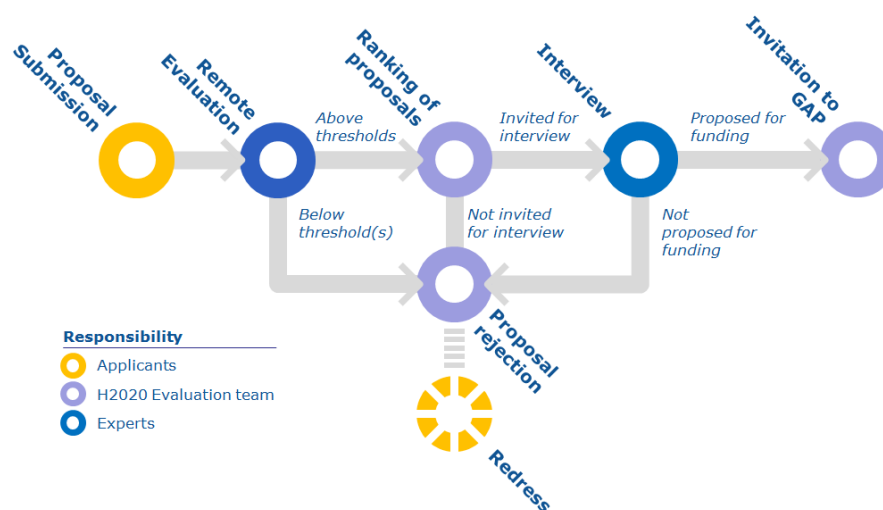 Proposal
Submission
Remote
Evaluation
Ranking of
proposals
Interview
Invitation to
GAP
Above
thresholds
Invited for
interview
Proposed for
funding
Below
threshold(s)
Not invited
for interview
Not
proposed for
funding
Proposal
rejection
Redress
Responsibility
Applicants
H2020 Evaluation team
Experts